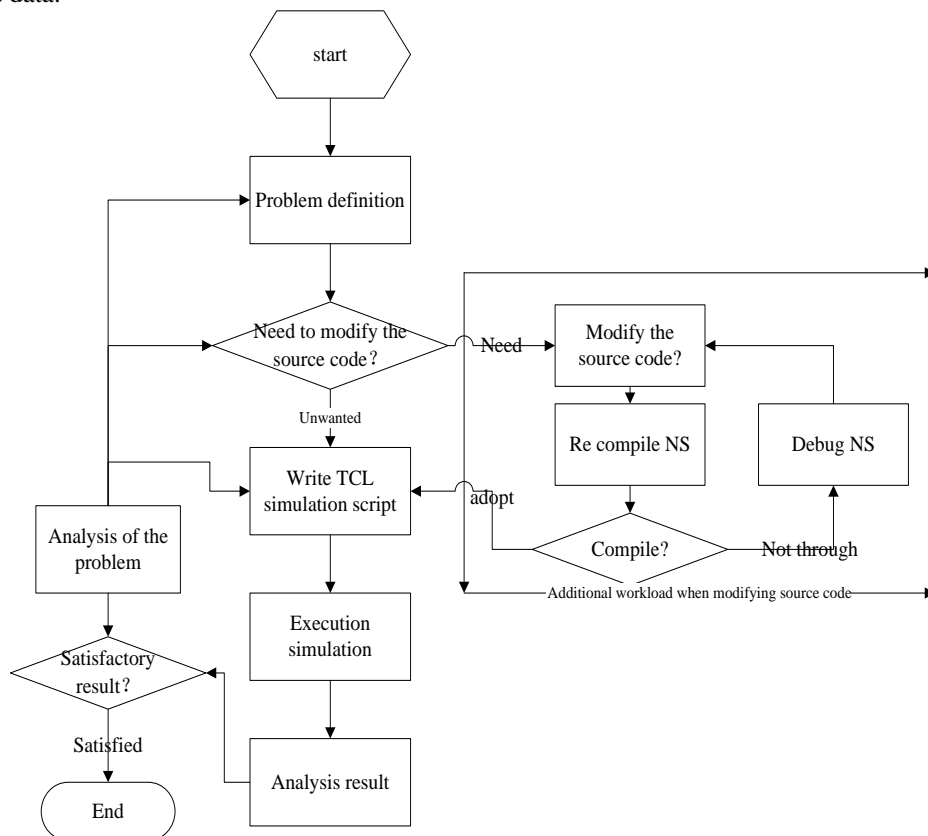 data.
start
Problem definition
Need to modify the
source code?
Need
Modify the
source code?
Unwanted
Re compile NS
Debug NS
Write TCL
simulation script
adopt
Analysis of the
problem
Compile?
Not through
Additional workload when modifying source code
Execution
simulation
Satisfactory
result?
Satisfied
Analysis result
End